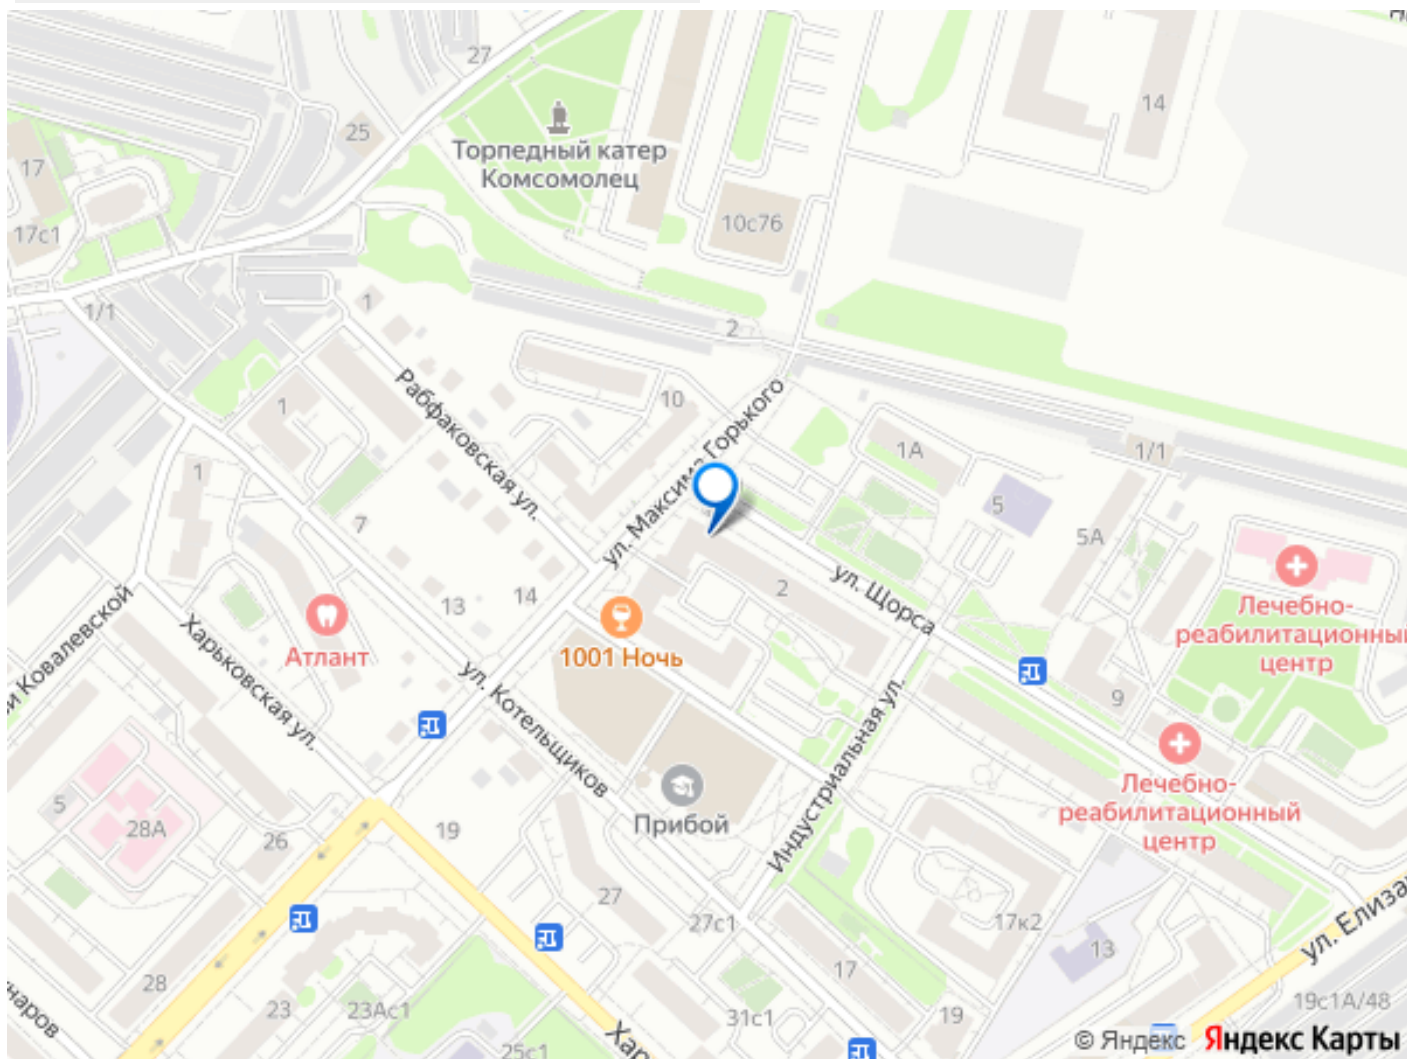 27
14
25
Торпедный катер
Комсомолец
17
10с76
17с1
1
1/1
2
Рабфаковская ул.
10
ул. Максима Горького
1
1А
1/1
1
5
7
5А
ул. Щорса
2
Лечебно-
реабилитационный
центр
14
13
Атлант
1001 Ночь
Харьковская ул.
и Ковалевской
ул. Котельщиков
Индустриальная ул.
9
Лечебно-
реабилитационный
центр
5
28А
26
19
Прибой
27
27с1
17к2
13
ул. Елиза
17
28
23
23Ас1
31с1
19
19с1А/48
наров
25с1
Хар
© Яндекс Яндекс Карты